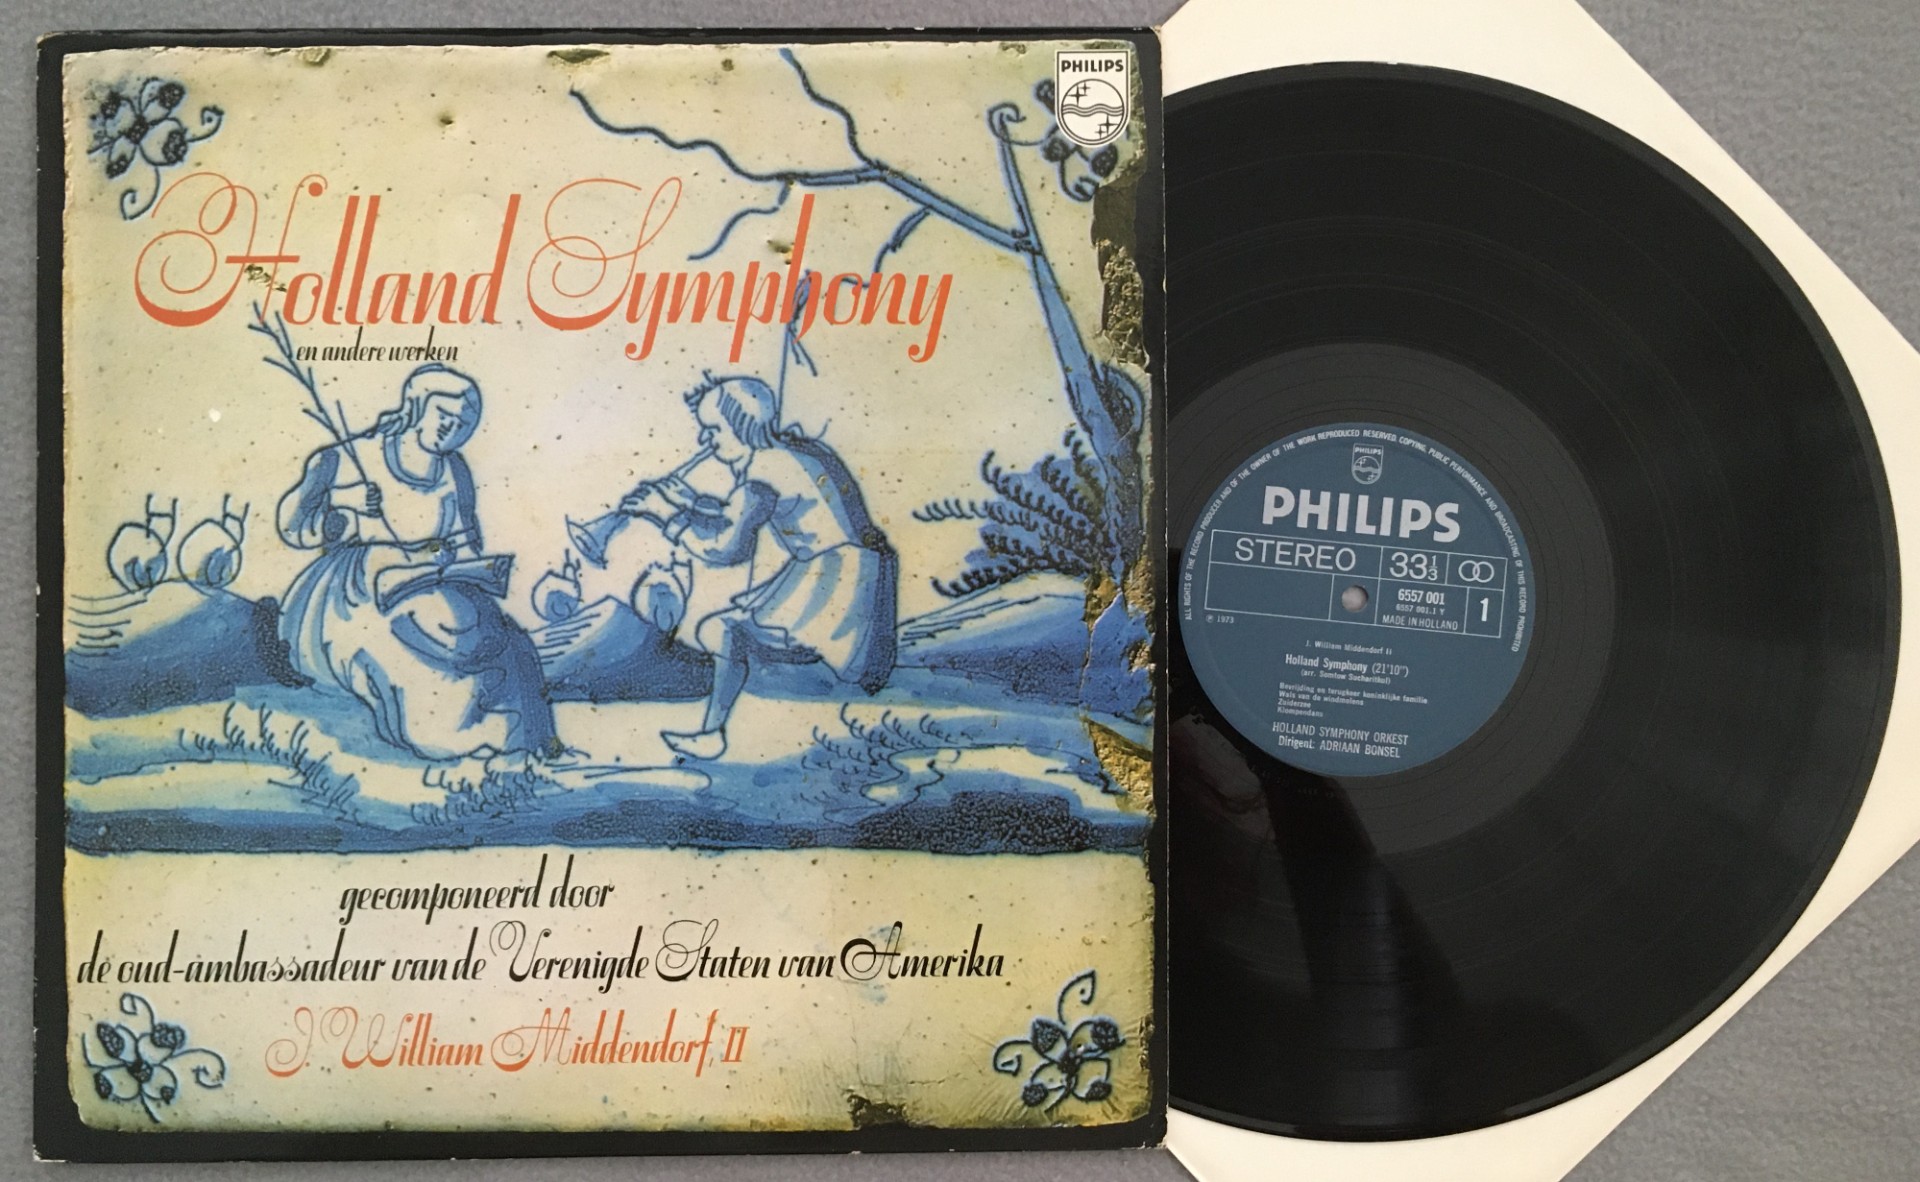 PHILIPS
Holland Symphony
en andere werken
gecomponeerd door
de oud-ambassadeur van de Verenigde Staten van Amerika
J. William Middendorf, II
ALL RIGHTS OF THE RECORD PRODUCER AND OF THE OWNER OF THE WORK REPRODUCED RESERVED. COPYING, PUBLIC PERFORMANCE AND BROADCASTING OF THIS RECORD PROHIBITED
PHILIPS
PHILIPS
STEREO 33 1/3
6557 001
6557 001.1 Y
1
MADE IN HOLLAND
℗ 1973
J. William Middendorf II
Holland Symphony (21'10")
(arr. Somtow Sucharitkul)
Bevrijding en terugkeer koninklijke familie
Wals van de windmolens
Zuiderzee
Klompendans
HOLLAND SYMPHONY ORKEST
Dirigent: ADRIAAN BONSEL